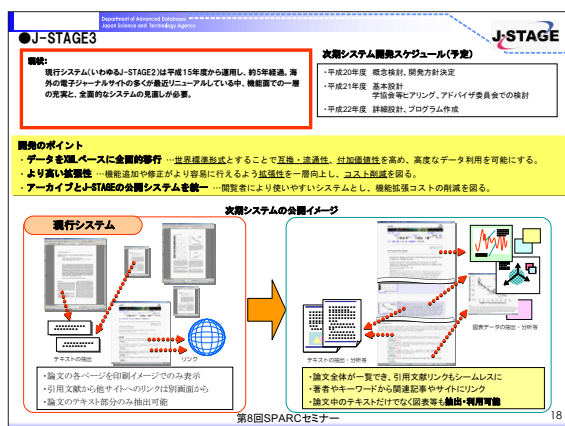 Department of Advanced Databases
Japan Science and Technology Agency
●J-STAGE3
J-STAGE
現状:
現行システム(いわゆるJ-STAGE2)は平成15年度から運用し、約5年経過。海
外の電子ジャーナルサイトの多くが最近リニューアルしている中、機能面での一層
の充実と、全面的なシステムの見直しが必要。
次期システム開発スケジュール(予定)
・平成20年度 概念検討、開発方針決定
・平成21年度 基本設計
学協会等ヒアリング、アドバイザ委員会での検討
・平成22年度 詳細設計、プログラム作成
開発のポイント
・データをXMLベースに全面的移行 …世界標準形式とすることで互換・流通性、付加価値性を高め、高度なデータ利用を可能にする。
・より高い拡張性 …機能追加や修正がより容易に行えるよう拡張性を一層向上し、コスト削減を図る。
・アーカイブとJ-STAGEの公開システムを統一 …閲覧者により使いやすいシステムとし、機能拡張コストの削減を図る。
次期システムの公開イメージ
現行システム
テキストの抽出
リンク
・論文の各ページを印刷イメージでのみ表示
・引用文献から他サイトへのリンクは別画面から
・論文のテキスト部分のみ抽出可能
図表データの抽出・分析等
テキストの抽出・分析等
・論文全体が一覧でき、引用文献リンクもシームレスに
・著者やキーワードから関連記事やサイトにリンク
・論文中のテキストだけでなく図表等も抽出・利用可能
第8回SPARCセミナー
18